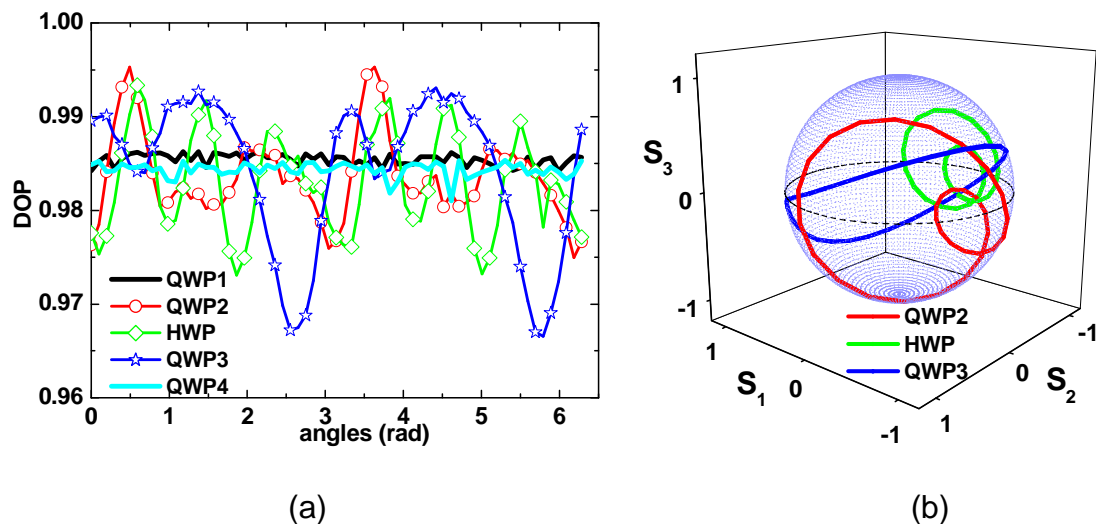 1.00
0.99
0.98
0.97
0.96
DOP
QWP1
QWP2
HWP
QWP3
QWP4
0 1 2 3 4 5 6
angles (rad)
(a)
1
0
-1
S3
QWP2
HWP
QWP3
1
0
-1
S1
-1
0
1
S2
(b)